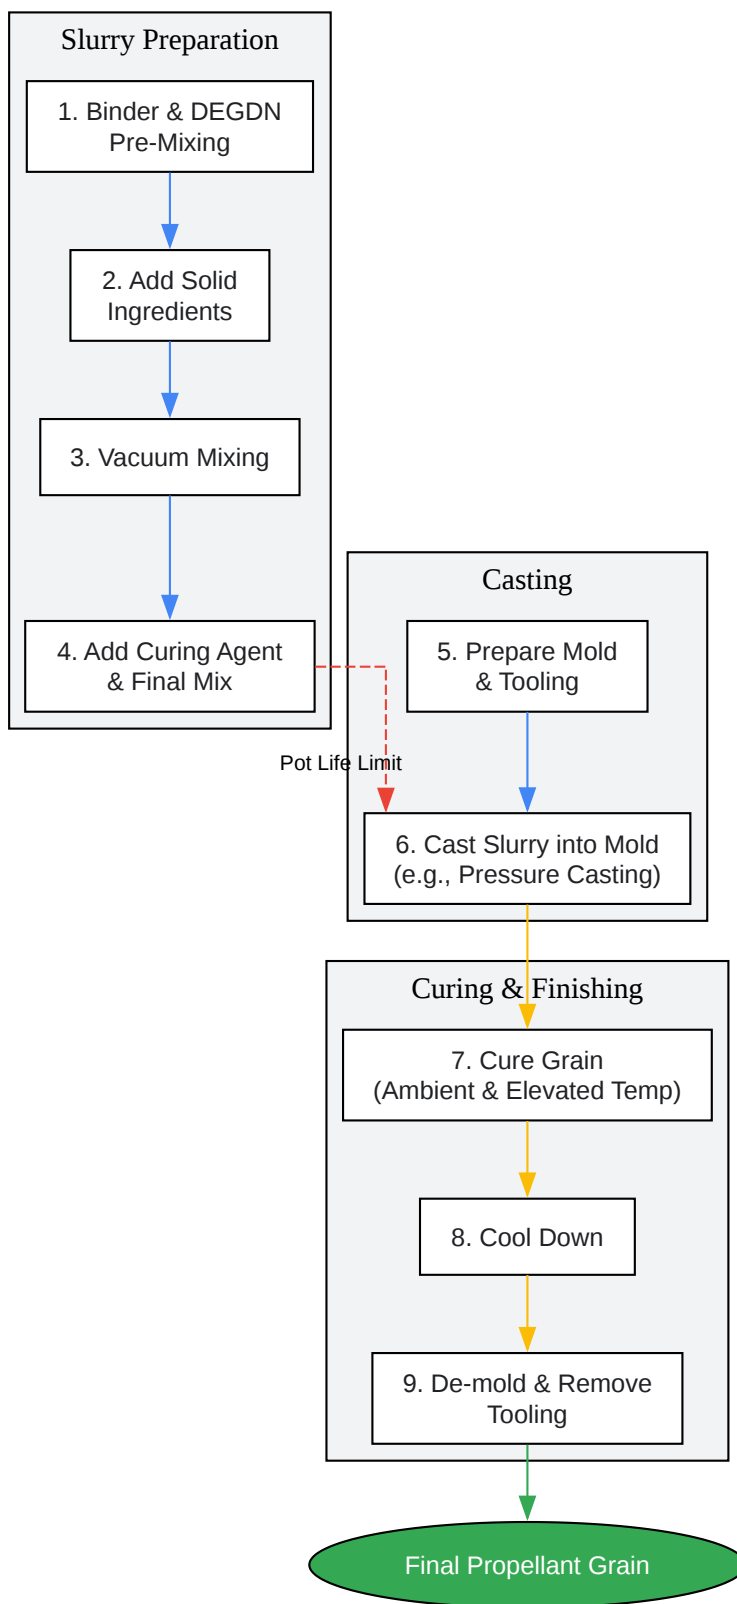 Slurry Preparation
1. Binder & DEGDN
Pre-Mixing
2. Add Solid
Ingredients
3. Vacuum Mixing
4. Add Curing Agent
& Final Mix
Pot Life Limit
Casting
5. Prepare Mold
& Tooling
6. Cast Slurry into Mold
(e.g., Pressure Casting)
Curing & Finishing
7. Cure Grain
(Ambient & Elevated Temp)
8. Cool Down
9. De-mold & Remove
Tooling
Final Propellant Grain